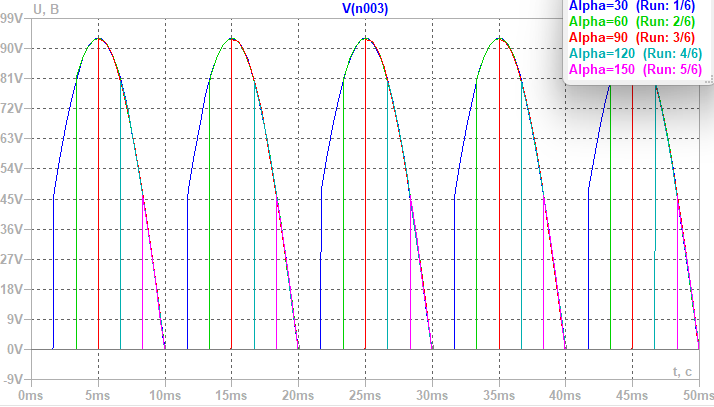 U, B
V(n003)
Alpha=30 (Run: 1/6)
Alpha=60 (Run: 2/6)
Alpha=90 (Run: 3/6)
Alpha=120 (Run: 4/6)
Alpha=150 (Run: 5/6)
99V
90V
81V
72V
63V
54V
45V
36V
27V
18V
9V
0V
-9V
t, c
0ms 5ms 10ms 15ms 20ms 25ms 30ms 35ms 40ms 45ms 50ms